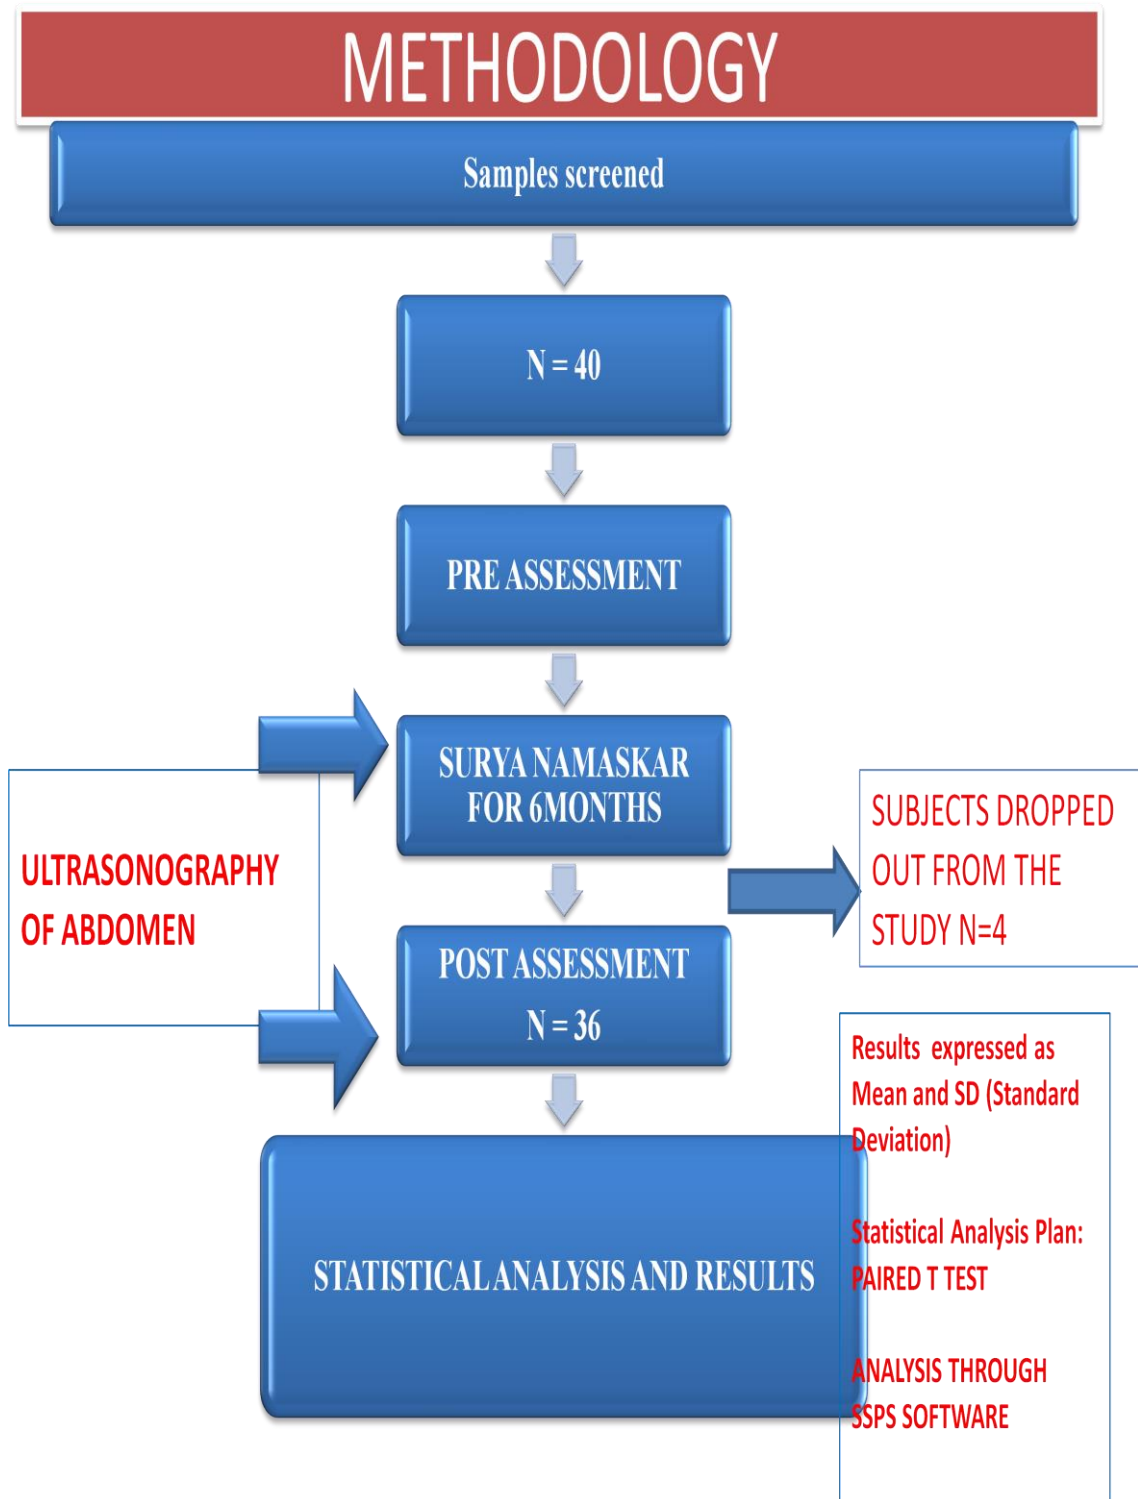 METHODOLOGY
Samples screened
N = 40
PRE ASSESSMENT
SURYA NAMASKAR
FOR 6MONTHS
ULTRASONOGRAPHY
OF ABDOMEN
SUBJECTS DROPPED
OUT FROM THE
STUDY N=4
POST ASSESSMENT
N = 36
STATISTICAL ANALYSIS AND RESULTS
Results expressed as
Mean and SD (Standard
Deviation)
Statistical Analysis Plan:
PAIRED T TEST
ANALYSIS THROUGH
SSPS SOFTWARE